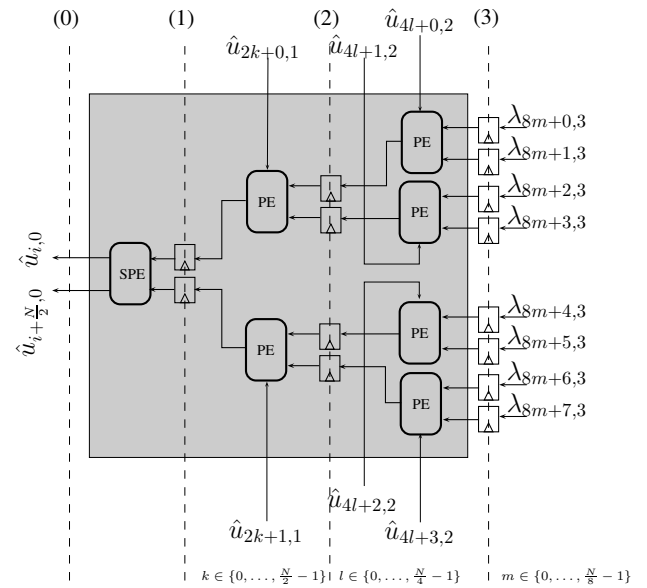 (0) (1) (2) (3)
û_{2k+0,1} û_{4l+1,2} û_{4l+0,2}
λ_{8m+0,3}
PE
λ_{8m+1,3}
λ_{8m+2,3}
PE PE
λ_{8m+3,3}
û_{i,0}
SPE
û_{i+\frac{N}{2},0}
λ_{8m+4,3}
PE
λ_{8m+5,3}
PE
λ_{8m+6,3}
PE
λ_{8m+7,3}
û_{4l+2,2}
û_{2k+1,1} û_{4l+3,2}
k ∈ {0, …, \frac{N}{2} − 1} l ∈ {0, …, \frac{N}{4} − 1} m ∈ {0, …, \frac{N}{8} − 1}